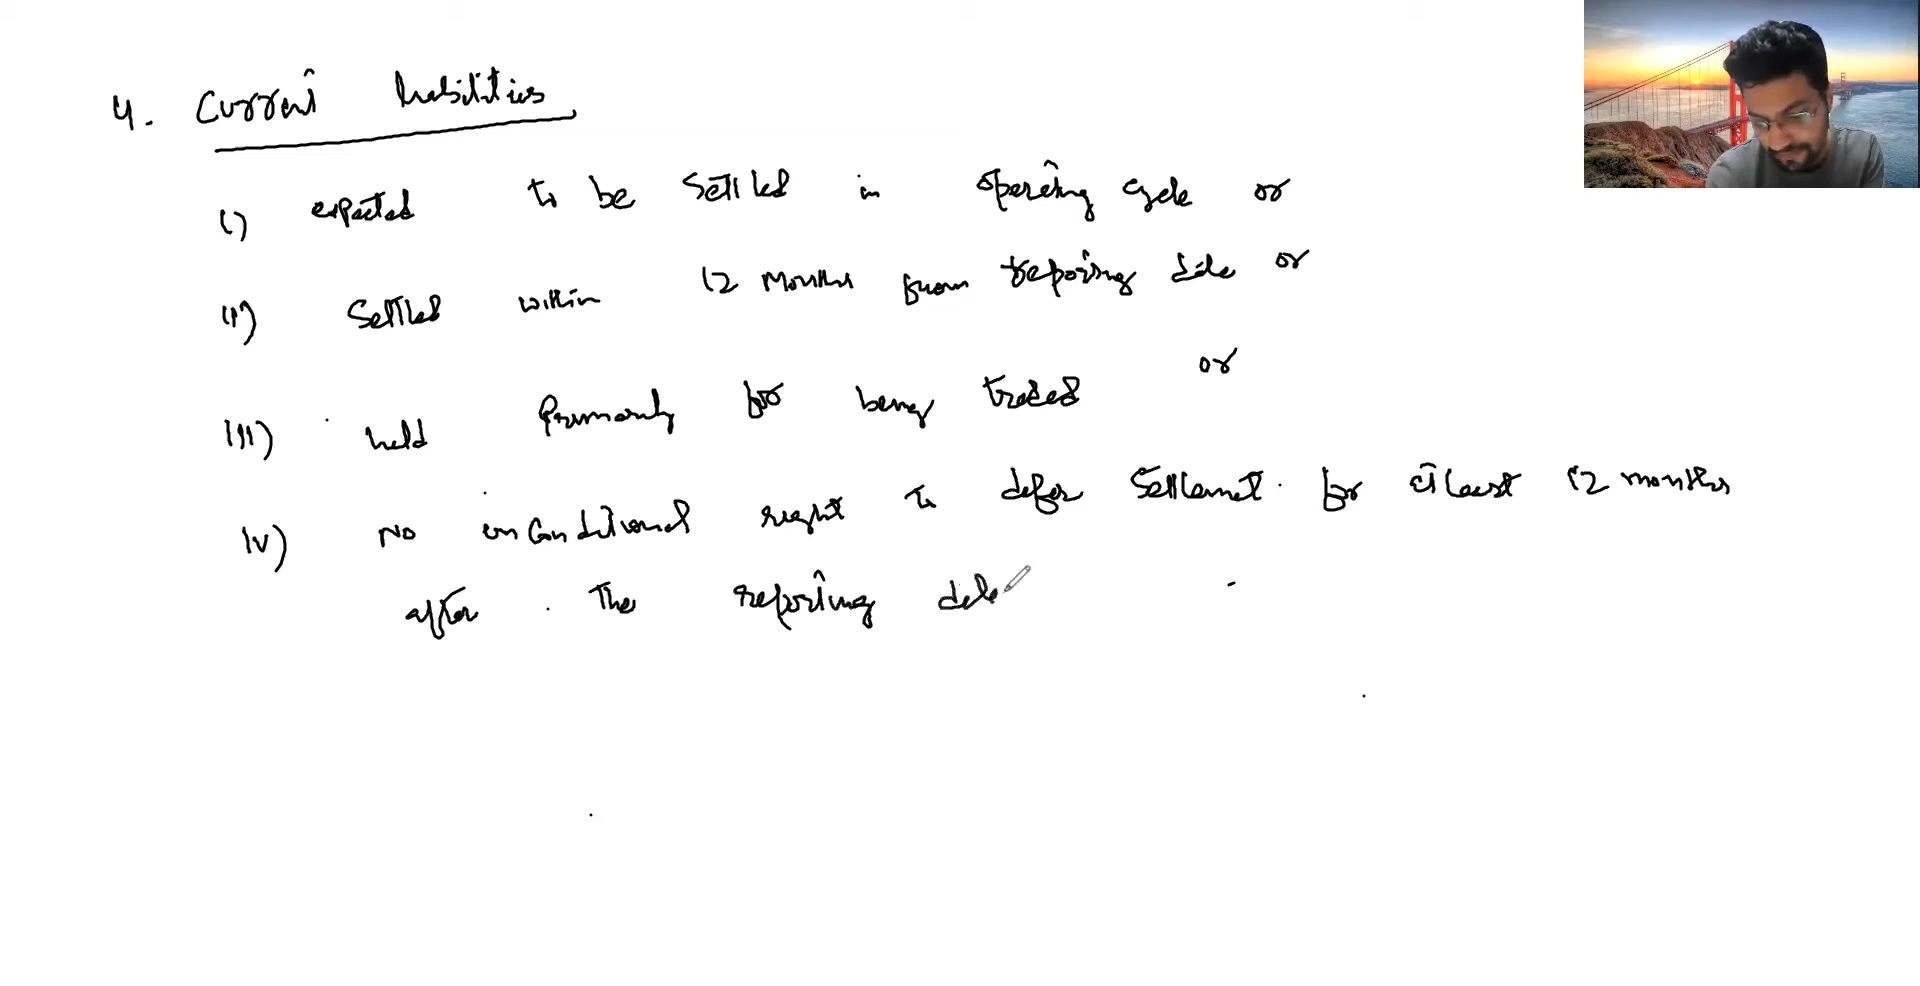 4. Current liabilities
i) expected to be settled in operating cycle or
ii) settled within 12 months from reporting date or
iii) held primarily for being traded or
iv) No unconditional right to defer settlement for atleast 12 months
after the reporting date